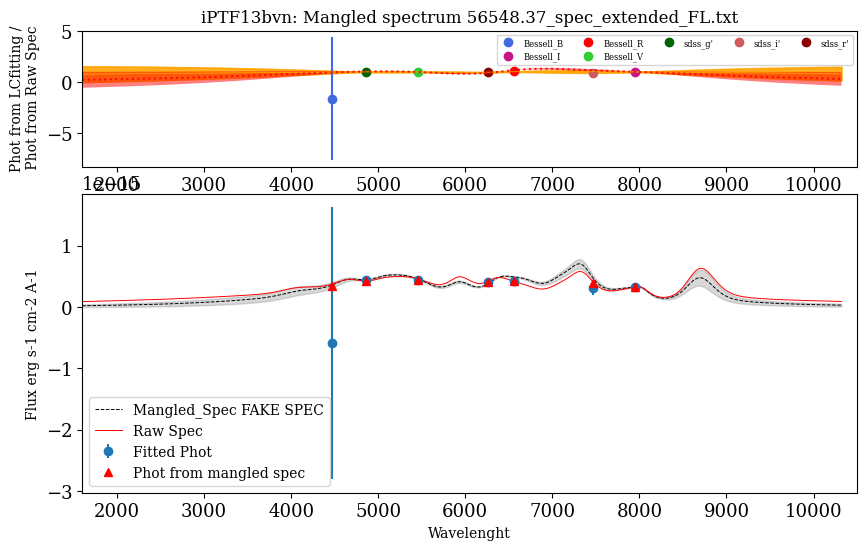 iPTF13bvn: Mangled spectrum 56548.37_spec_extended_FL.txt
Phot from LCfitting /
Phot from Raw Spec
5
0
−5
Bessell_B
Bessell_I
Bessell_R
Bessell_V
sdss_g'
sdss_i'
sdss_r'
2000 3000 4000 5000 6000 7000 8000 9000 10000
1e−15
Flux erg s-1 cm-2 A-1
1
0
−1
−2
−3
Mangled_Spec FAKE SPEC
Raw Spec
Fitted Phot
Phot from mangled spec
2000 3000 4000 5000 6000 7000 8000 9000 10000
Wavelenght